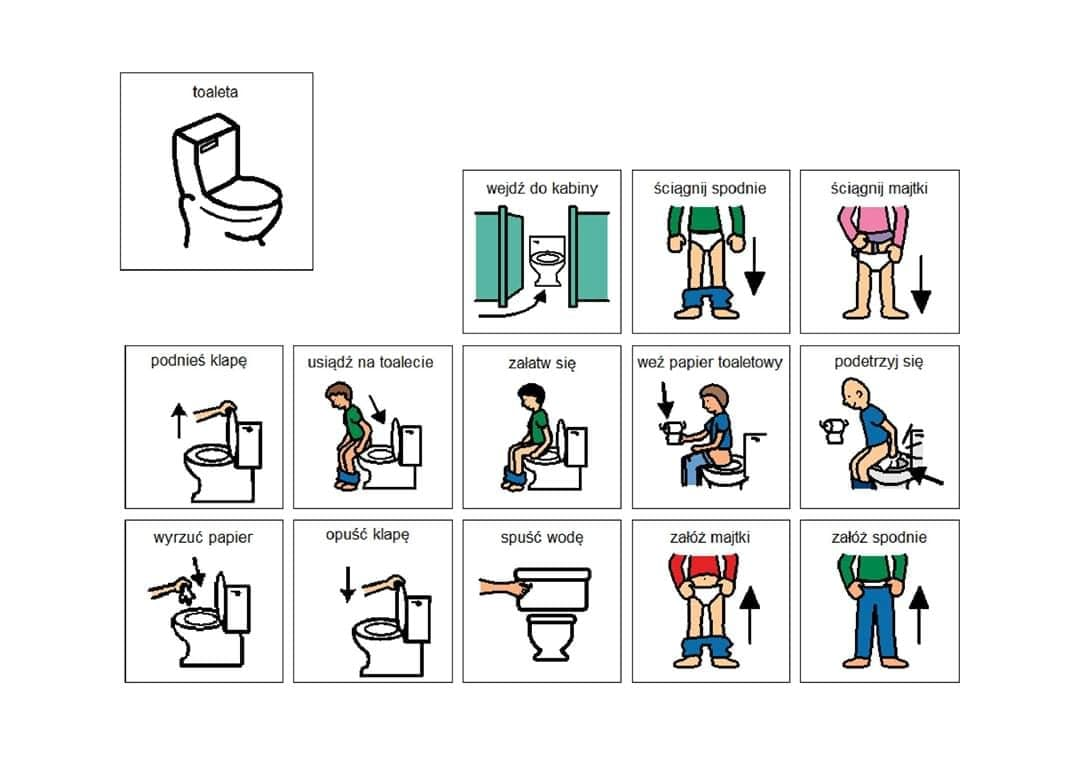 toaleta
wejdź do kabiny
ściągnij spodnie
ściągnij majtki
podnieś klapę
usiądź na toalecie
załatw się
weź papier toaletowy
podetrzyj się
wyrzuć papier
opuść klapę
spuść wodę
załóż majtki
załóż spodnie